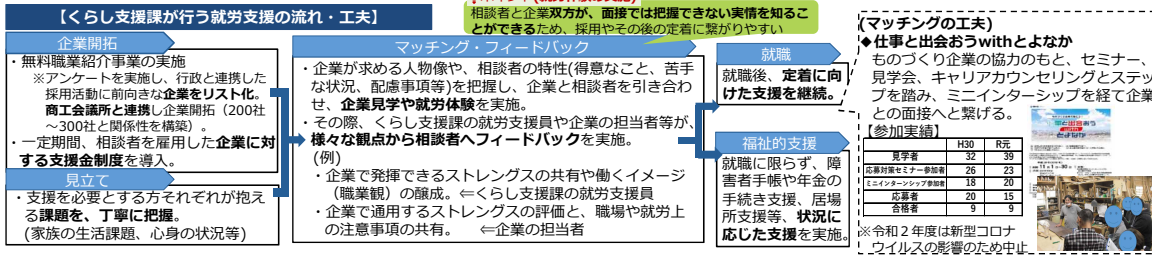 【くらし支援課が行う就労支援の流れ・工夫】
相談者と企業双方が、面接では把握できない実情を知るこ
とができるため、採用やその後の定着に繋がりやすい
企業開拓
・無料職業紹介事業の実施
※アンケートを実施し、行政と連携した
採用活動に前向きな企業をリスト化。
商工会議所と連携し企業開拓（200社
～300社と関係性を構築）。
・一定期間、相談者を雇用した企業に対
する支援金制度を導入。
見立て
・支援を必要とする方それぞれが抱え
る課題を、丁寧に把握。
(家族の生活課題、心身の状況等)
マッチング・フィードバック
・企業が求める人物像や、相談者の特性(得意なこと、苦手
な状況、配慮事項等)を把握し、企業と相談者を引き合わ
せ、企業見学や就労体験を実施。
・その際、くらし支援課の就労支援員や企業の担当者等が、
様々な観点から相談者へフィードバックを実施。
(例)
・企業で発揮できるストレングスの共有や働くイメージ
（職業観）の醸成。⇐くらし支援課の就労支援員
・企業で通用するストレングスの評価と、職場や就労上
の注意事項の共有。　⇐企業の担当者
就職
就職後、定着に向
けた支援を継続。
福祉的支援
就職に限らず、障
害者手帳や年金の
手続き支援、居場
所支援等、状況に
応じた支援を実施。
(マッチングの工夫)
◆仕事と出会おうwithとよなか
ものづくり企業の協力のもと、セミナー、
見学会、キャリアカウンセリングとステッ
プを踏み、ミニインターシップを経て企業
との面接へと繋げる。
【参加実績】
H30 R元
見学者 32 39
応募対策セミナー参加者 26 23
ミニインターンシップ参加者 18 20
応募者 20 15
合格者 9 9
※令和２年度は新型コロナ
ウイルスの影響のため中止